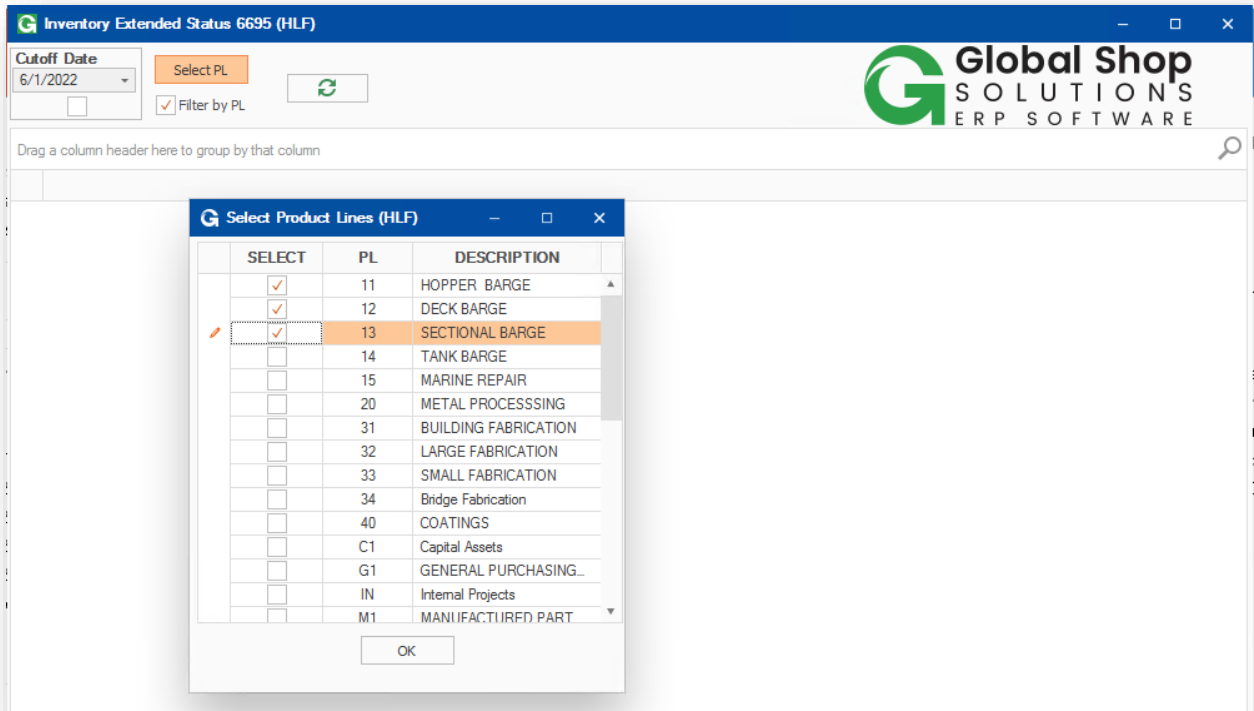 Inventory Extended Status 6695 (HLF)
Cutoff Date
6/1/2022
Select PL
Filter by PL
Global Shop
SOLUTIONS
ERP SOFTWARE
Drag a column header here to group by that column
Select Product Lines (HLF)
SELECT PL DESCRIPTION
11 HOPPER BARGE
12 DECK BARGE
13 SECTIONAL BARGE
14 TANK BARGE
15 MARINE REPAIR
20 METAL PROCESSSING
31 BUILDING FABRICATION
32 LARGE FABRICATION
33 SMALL FABRICATION
34 Bridge Fabrication
40 COATINGS
C1 Capital Assets
G1 GENERAL PURCHASING...
IN Internal Projects
M1 MANUFACTURED PART
OK